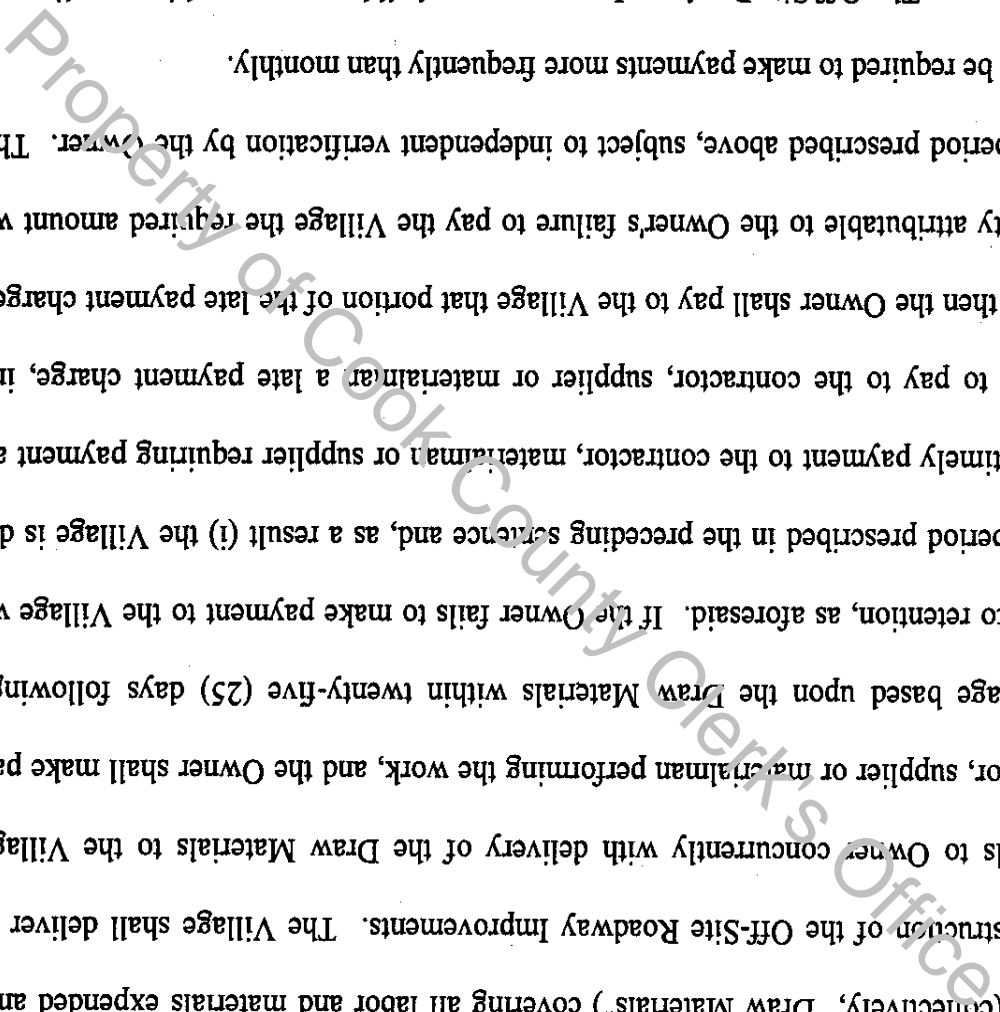 (collectively, "Draw Materials") covering all labor and materials expended an
struction of the Off-Site Roadway Improvements. The Village shall deliver
ls to Owner concurrently with delivery of the Draw Materials to the Villag
or, supplier or materialman performing the work, and the Owner shall make pa
age based upon the Draw Materials within twenty-five (25) days following
to retention, as aforesaid. If the Owner fails to make payment to the Village w
period prescribed in the preceding sentence and, as a result (i) the Village is d
timely payment to the contractor, materialman or supplier requiring payment a
to pay to the contractor, supplier or materialman a late payment charge, in
then the Owner shall pay to the Village that portion of the late payment charge
ty attributable to the Owner's failure to pay the Village the required amount w
period prescribed above, subject to independent verification by the Owner. Th
be required to make payments more frequently than monthly.
Property of Cook County Clerk's Office